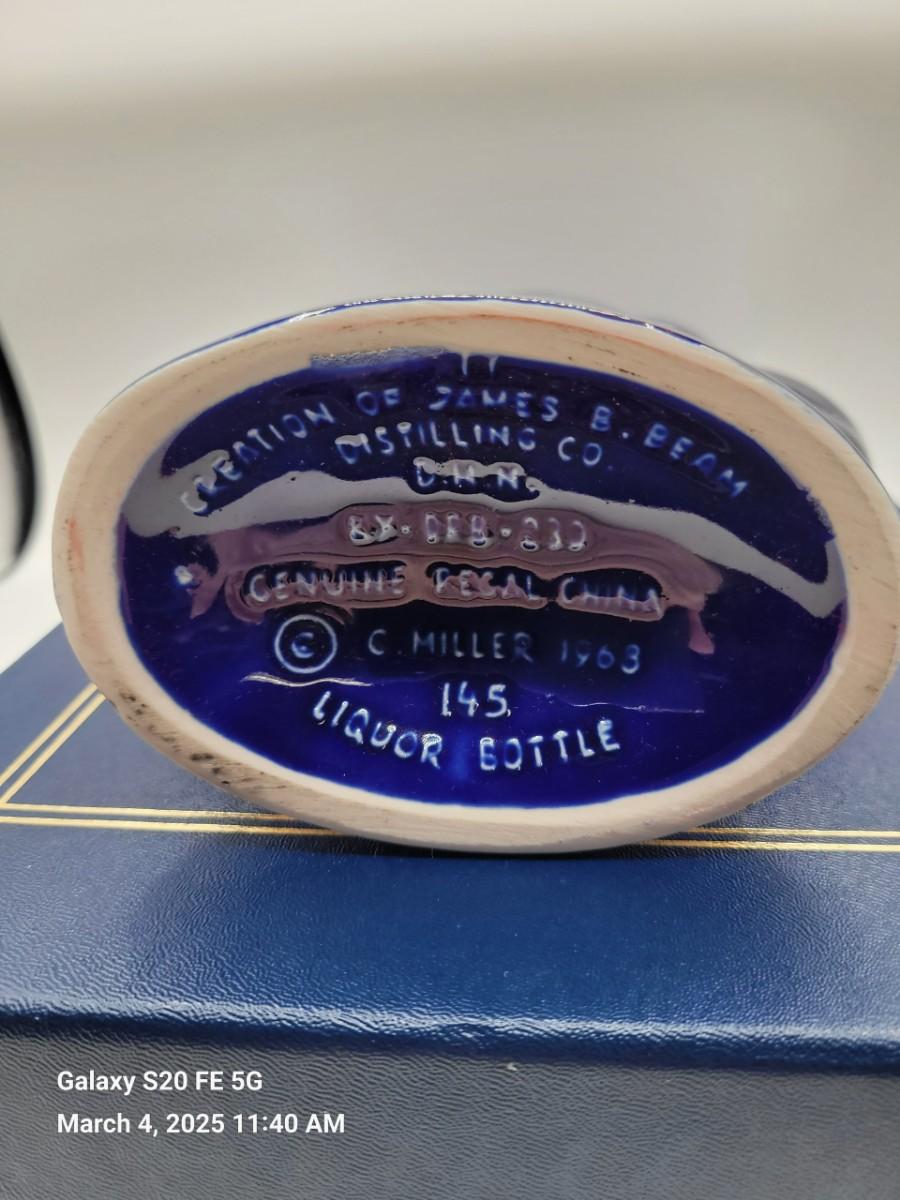 CREATION OF JAMES B. BEAM
DISTILLING CO.
GENUINE REGAL CHINA
© C. MILLER 1963
145
LIQUOR BOTTLE
Galaxy S20 FE 5G
March 4, 2025 11:40 AM